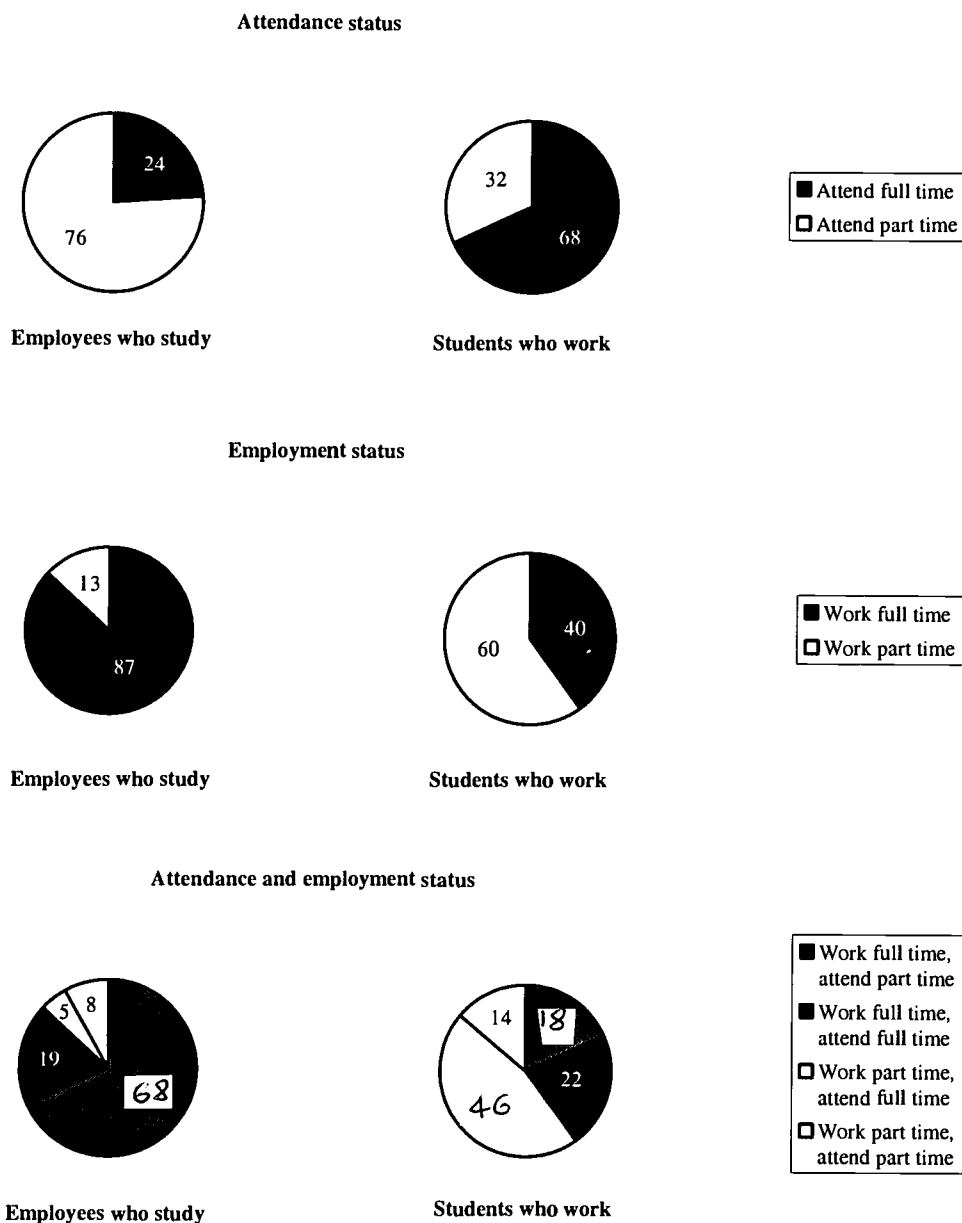 Attendance status
24
76
32
68
Attend full time
Attend part time
Employees who study
Students who work
Employment status
13
87
60
40
Work full time
Work part time
Employees who study
Students who work
Attendance and employment status
5
8
19
68
14
18
22
46
Work full time,
attend part time
Work full time,
attend full time
Work part time,
attend full time
Work part time,
attend part time
Employees who study
Students who work